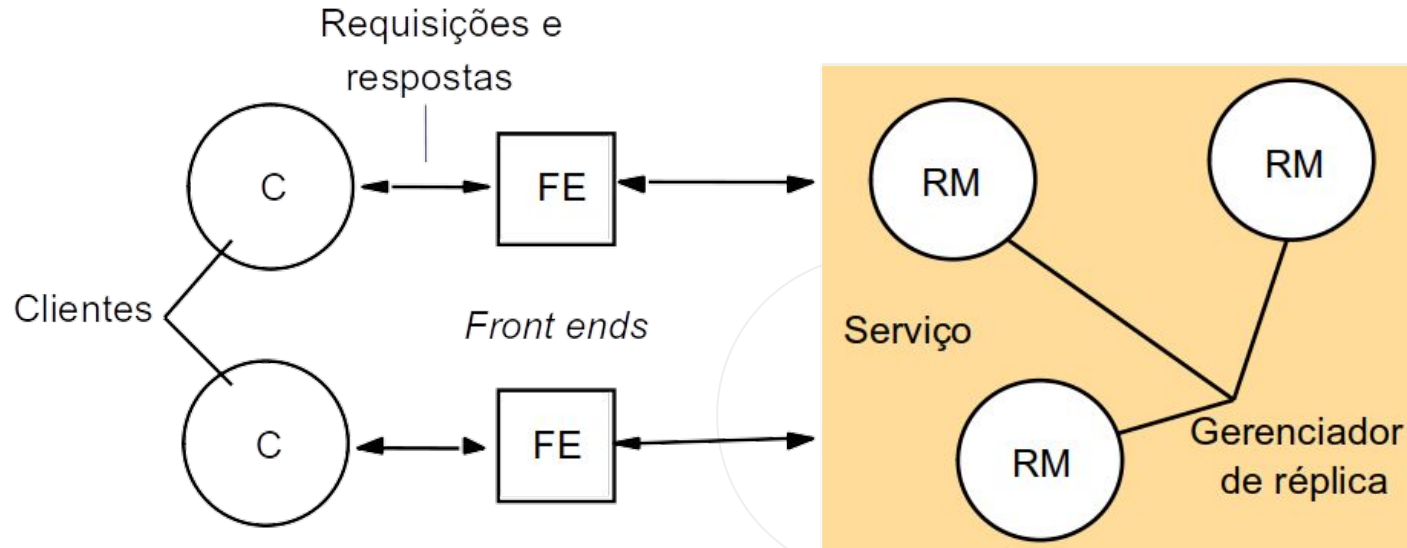 Requisições e
respostas
C
FE
RM
RM
Clientes
Front ends
Serviço
C
FE
RM
Gerenciador
de réplica